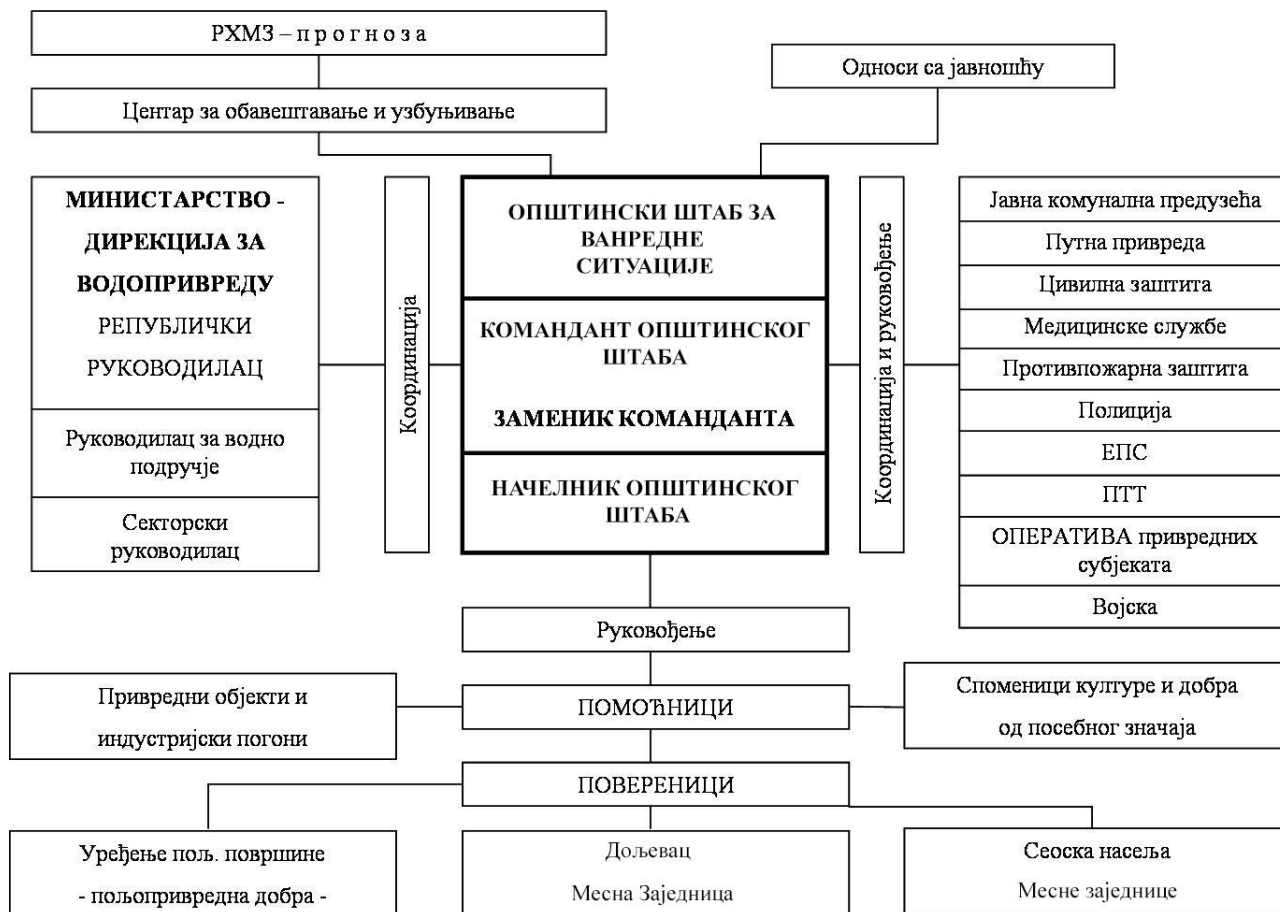 РХМЗ – п р о г н о з а
Односи са јавношћу
Центар за обавештавање и узбуњивање
МИНИСТАРСТВО -
ДИРЕКЦИЈА ЗА
ВОДОПРИВРЕДУ
РЕПУБЛИЧКИ
РУКОВОДИЛАЦ
Руководилац за водно
подручје
Секторски
руководилац
Координација
ОПШТИНСКИ ШТАБ ЗА
ВАНРЕДНЕ
СИТУАЦИЈЕ
КОМАНДАНТ ОПШТИНСКОГ
ШТАБА
ЗАМЕНИК КОМАНДАНТА
НАЧЕЛНИК ОПШТИНСКОГ
ШТАБА
Координација и руковођење
Јавна комунална предузећа
Путна привреда
Цивилна заштита
Медицинске службе
Противпожарна заштита
Полиција
ЕПС
ПТТ
ОПЕРАТИВА привредних
субјеката
Војска
Руковођење
Привредни објекти и
индустријски погони
ПОМОЋНИЦИ
Споменици културе и добра
од посебног значаја
ПОВЕРЕНИЦИ
Уређење пољ. површине
- пољопривредна добра -
Дољевац
Месна Заједница
Сеоска насеља
Месне заједнице